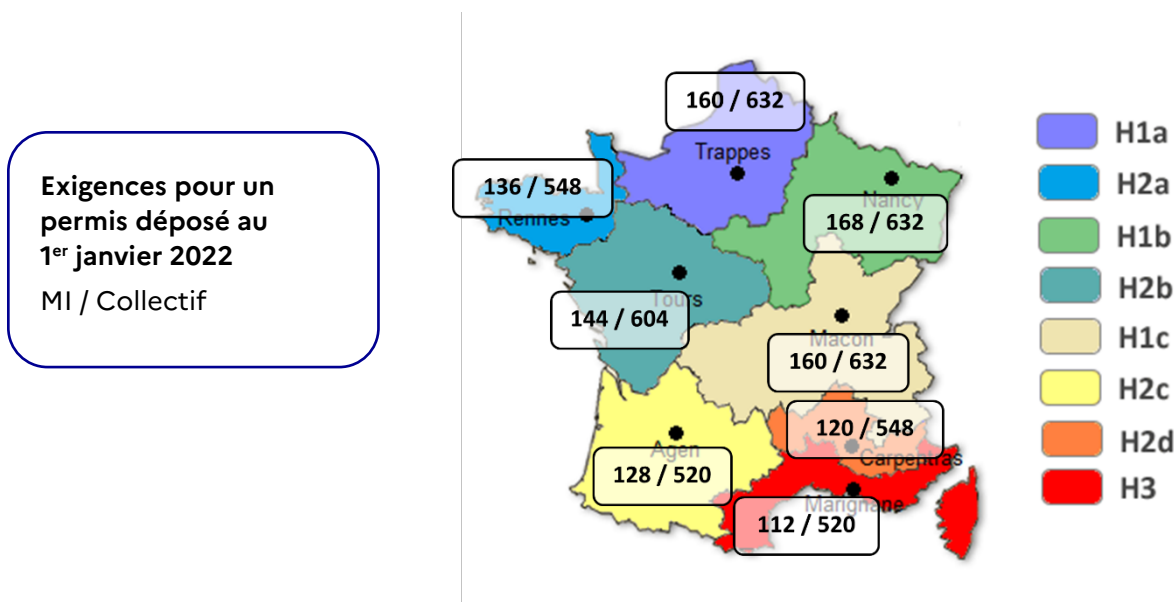 Exigences pour un
permis déposé au
1er janvier 2022
MI / Collectif
160 / 632
Trappes
136 / 548
Rennes
Nancy
168 / 632
Tours
144 / 604
Macon
160 / 632
120 / 548
Carpentras
Agen
128 / 520
Marignane
112 / 520
H1a
H2a
H1b
H2b
H1c
H2c
H2d
H3